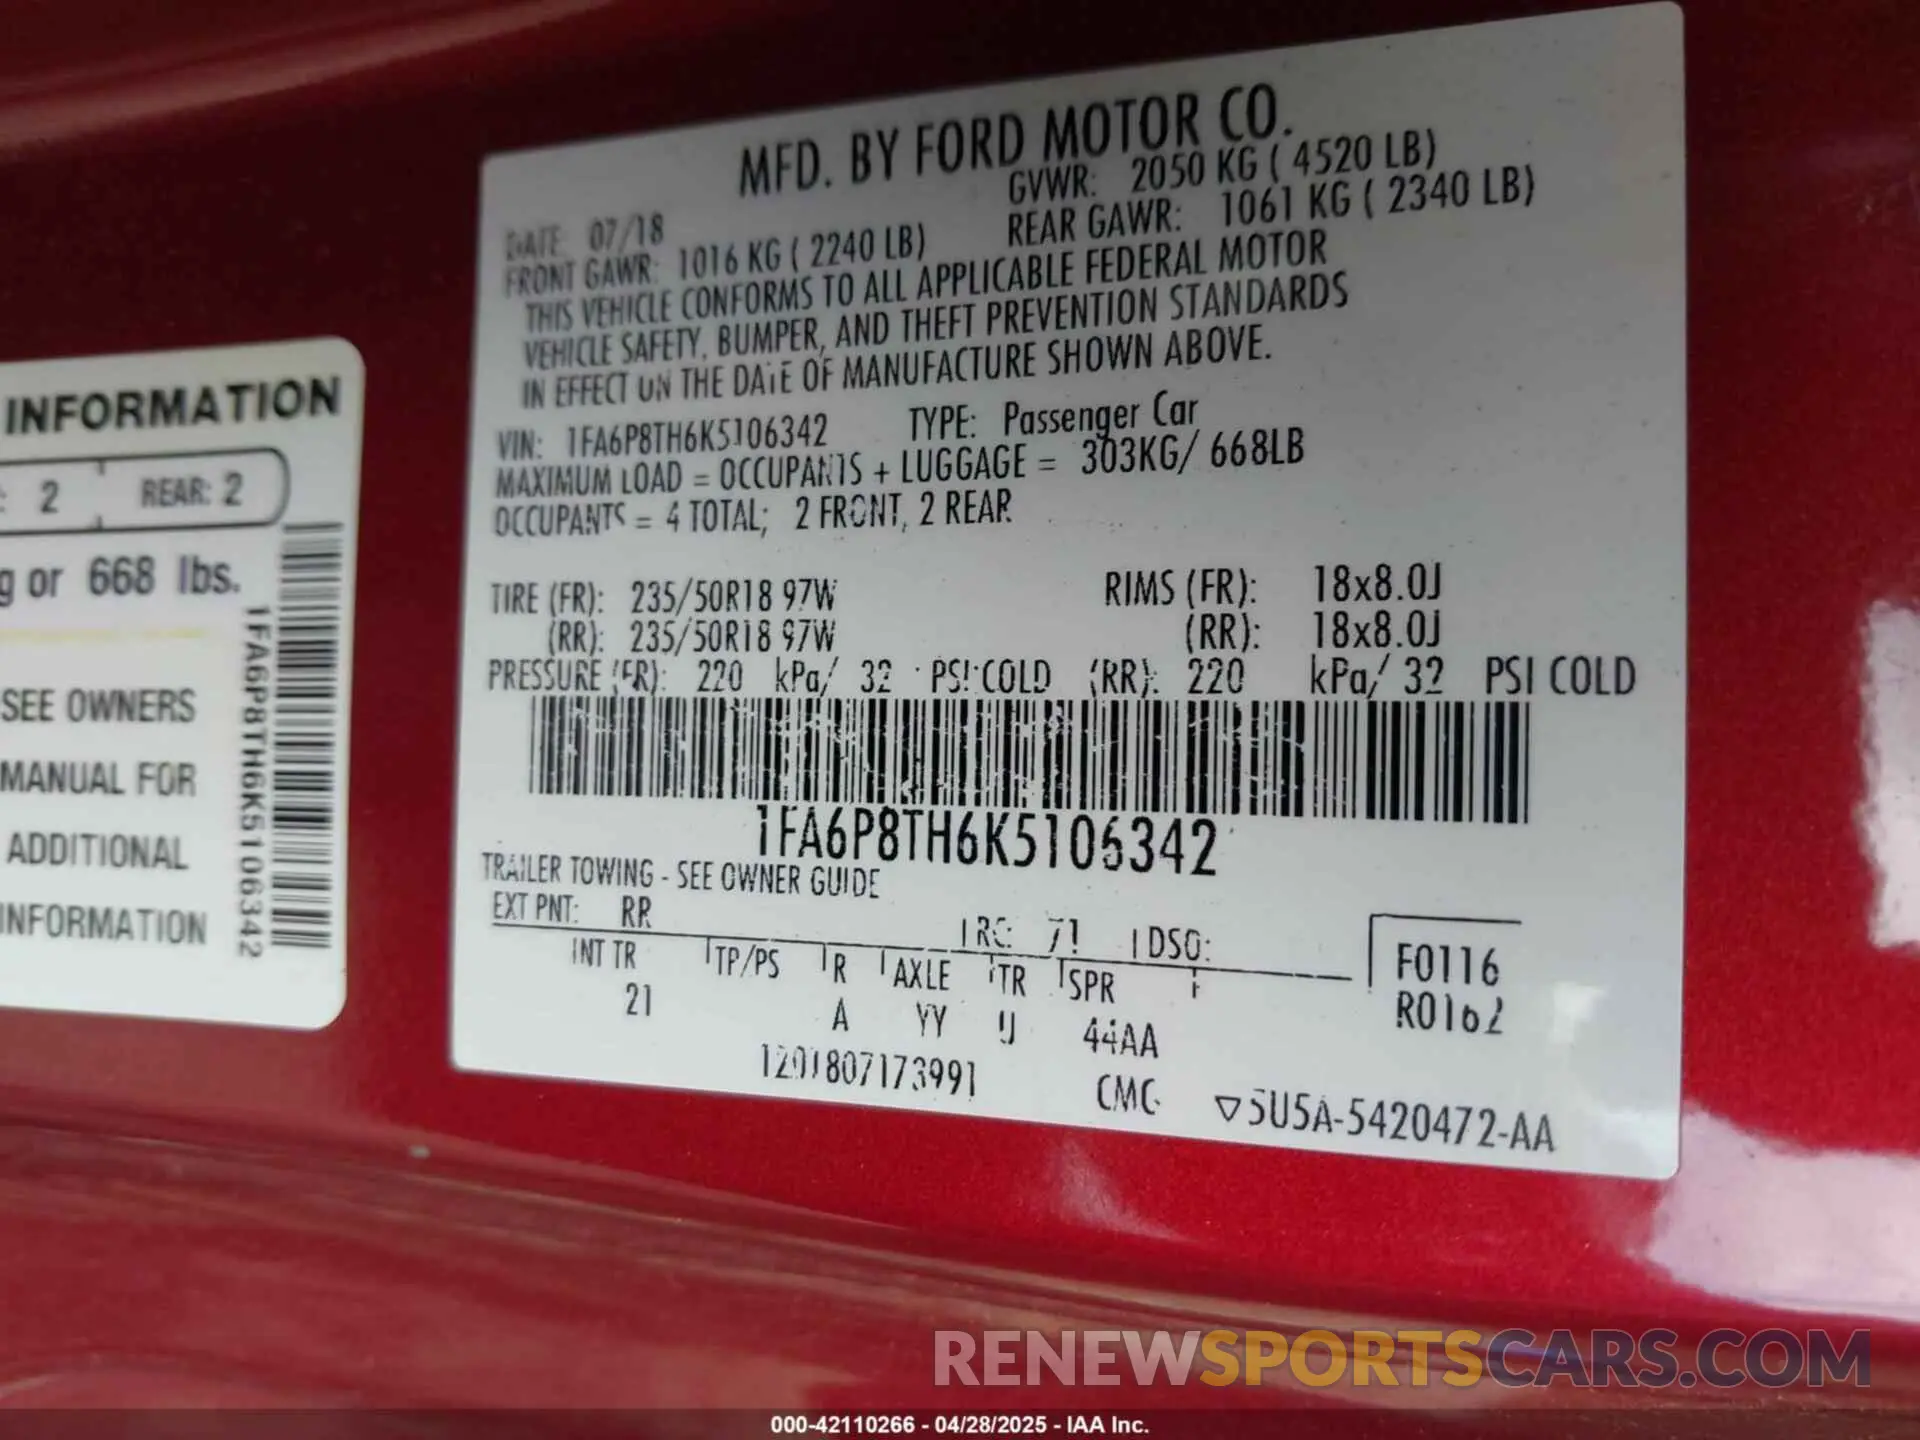 INFORMATION
: 2 REAR: 2
g or 668 lbs.
SEE OWNERS
MANUAL FOR
ADDITIONAL
INFORMATION
1FA6P8TH6K5106342
MFD. BY FORD MOTOR CO.
DATE: 07/18 GVWR: 2050 KG ( 4520 LB)
FRONT GAWR: 1016 KG ( 2240 LB) REAR GAWR: 1061 KG ( 2340 LB)
THIS VEHICLE CONFORMS TO ALL APPLICABLE FEDERAL MOTOR
VEHICLE SAFETY, BUMPER, AND THEFT PREVENTION STANDARDS
IN EFFECT ON THE DATE OF MANUFACTURE SHOWN ABOVE.
VIN: 1FA6P8TH6K5106342 TYPE: Passenger Car
MAXIMUM LOAD = OCCUPANTS + LUGGAGE = 303KG/ 668LB
OCCUPANTS = 4 TOTAL; 2 FRONT, 2 REAR
TIRE (FR): 235/50R18 97W RIMS (FR): 18x8.0J
(RR): 235/50R18 97W (RR): 18x8.0J
PRESSURE (FR): 220 kPa/ 32 PSI COLD (RR): 220 kPa/ 32 PSI COLD
1FA6P8TH6K5106342
TRAILER TOWING - SEE OWNER GUIDE
EXT PNT: RR RC: 71 DSO:
INT TR TP/PS R AXLE TR SPR
21 A YY U 44AA
F0116
R0162
1201807173991 CMC ▽5U5A-5420472-AA
RENEWSPORTSCARS.COM
000-42110266 - 04/28/2025 - IAA Inc.